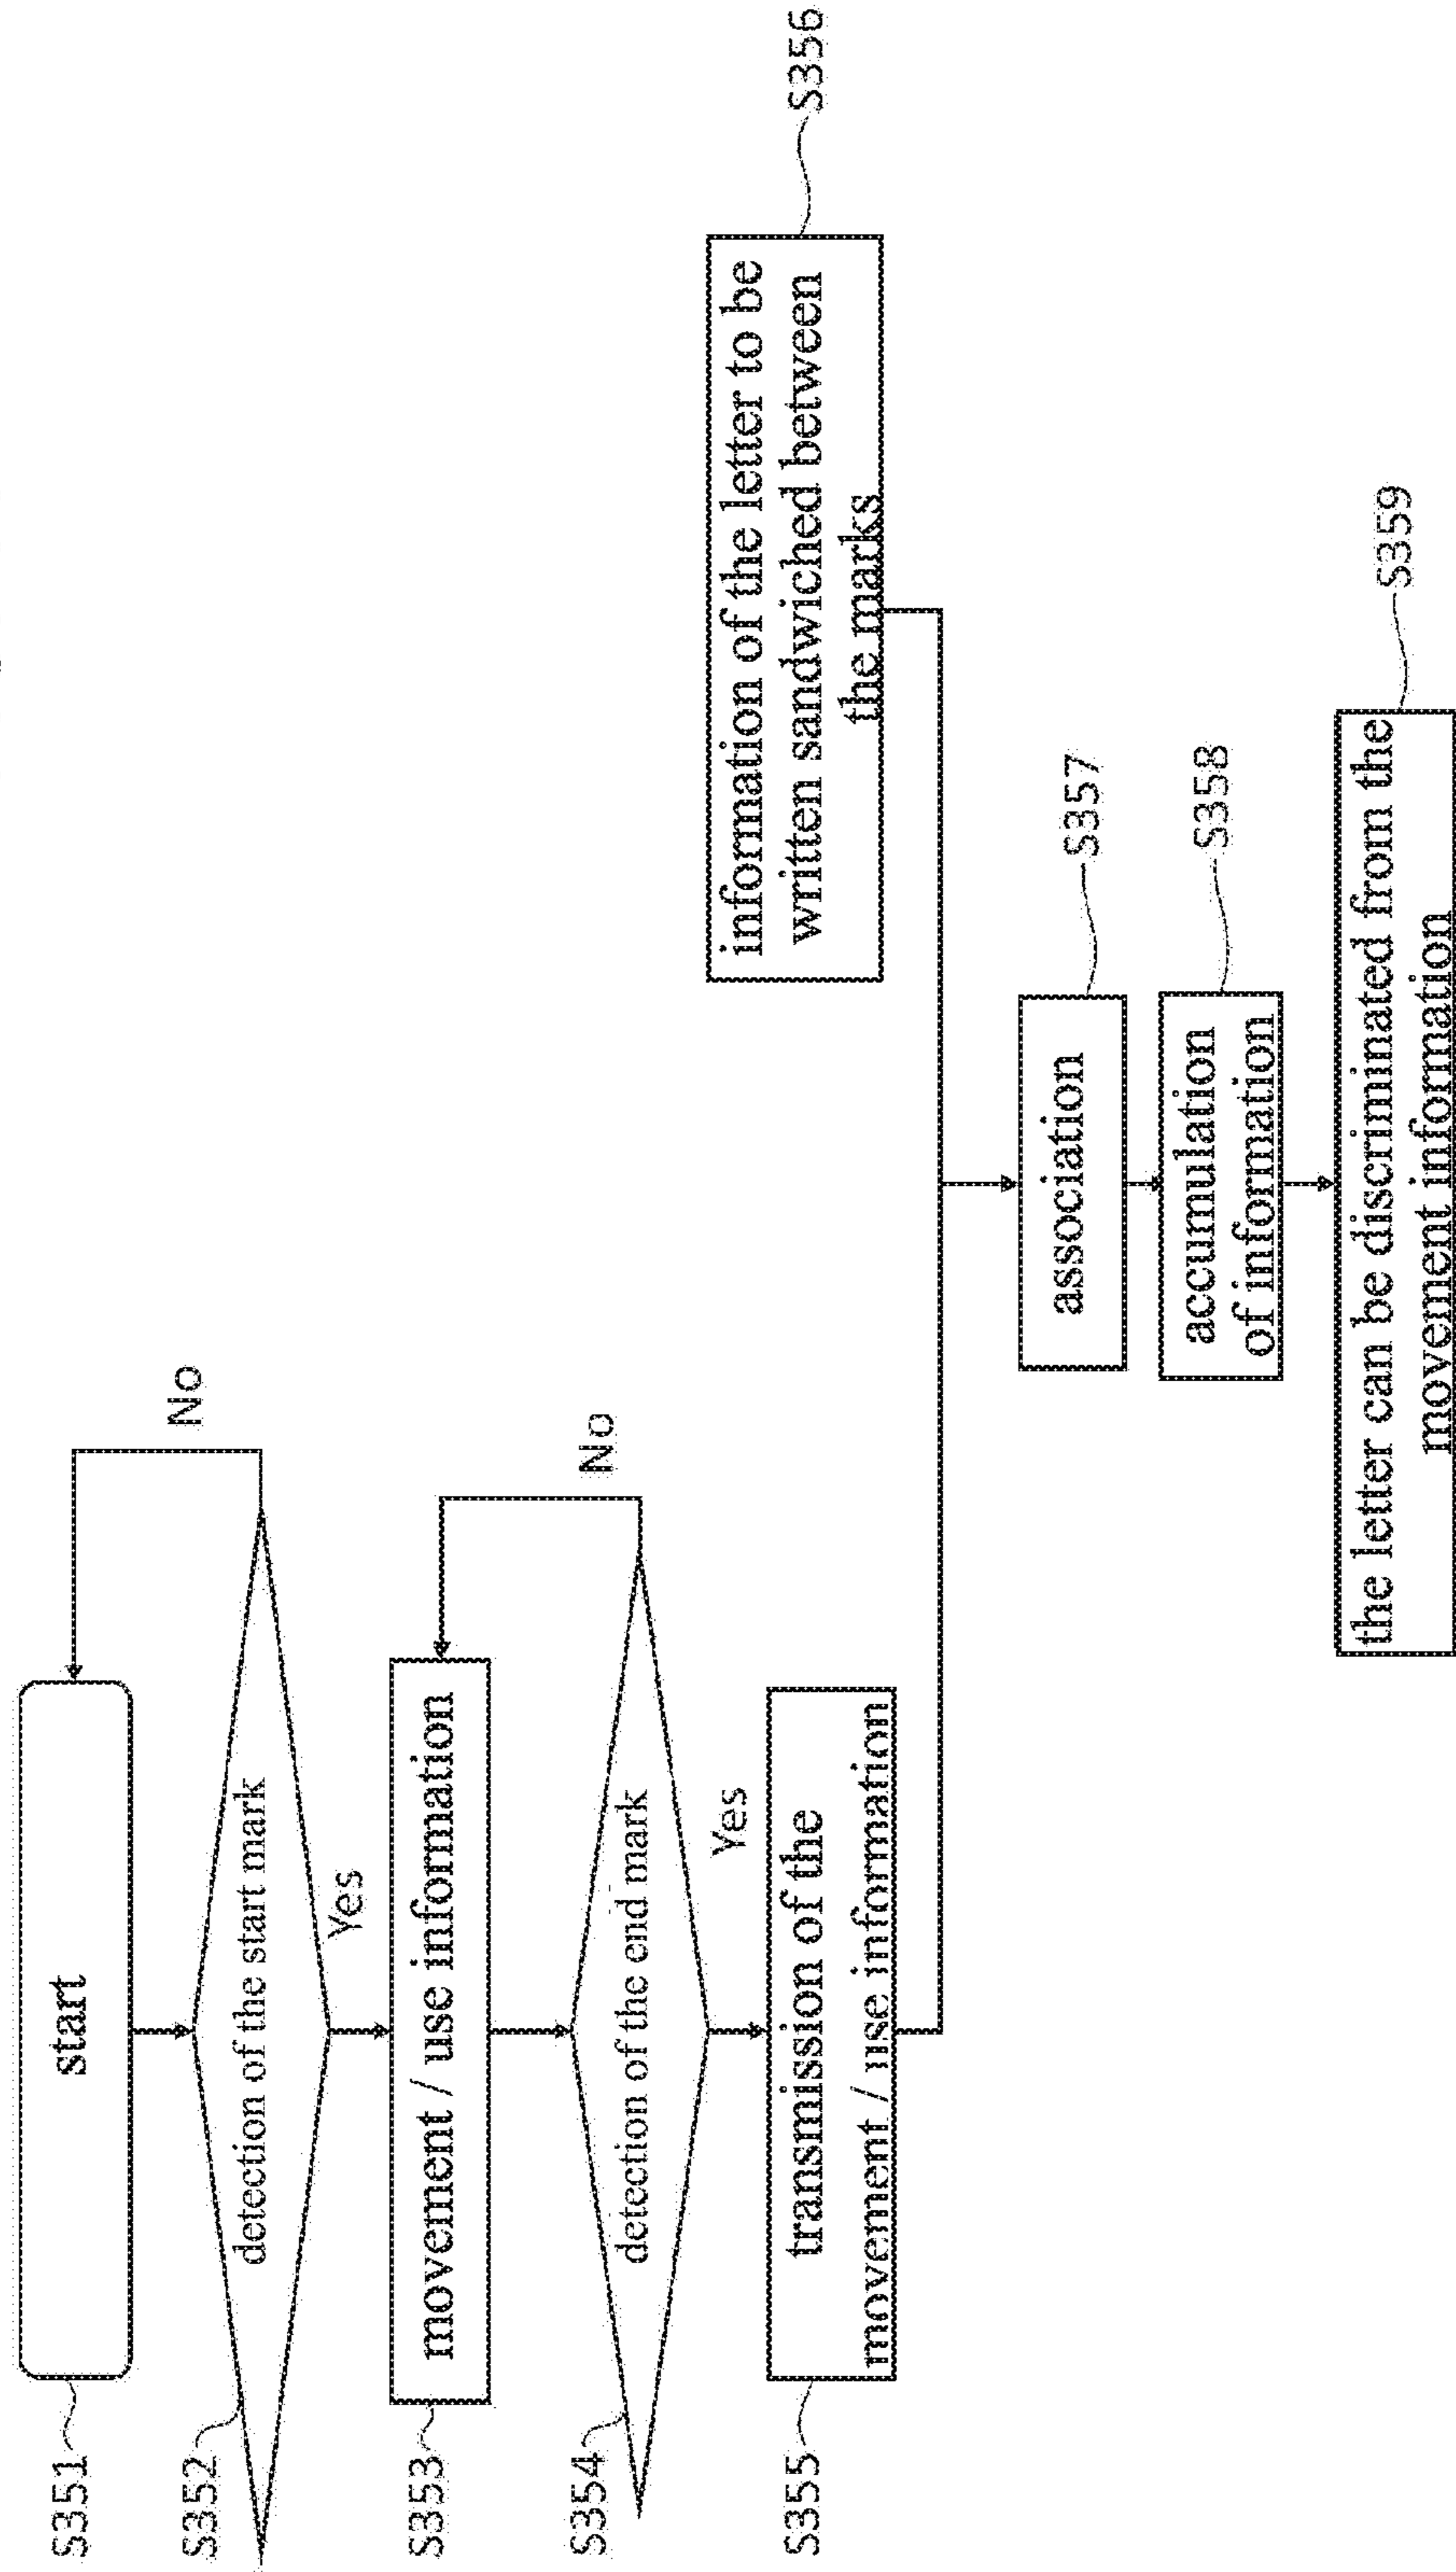 S351
start
No
S352
detection of the start mark
Yes
S353
movement / use information
No
S354
detection of the end mark
Yes
S355
transmission of the
movement / use information
information of the letter to be
written sandwiched between
the marks
S356
association
S357
accumulation
of information
S358
the letter can be discriminated from the
movement information
S359